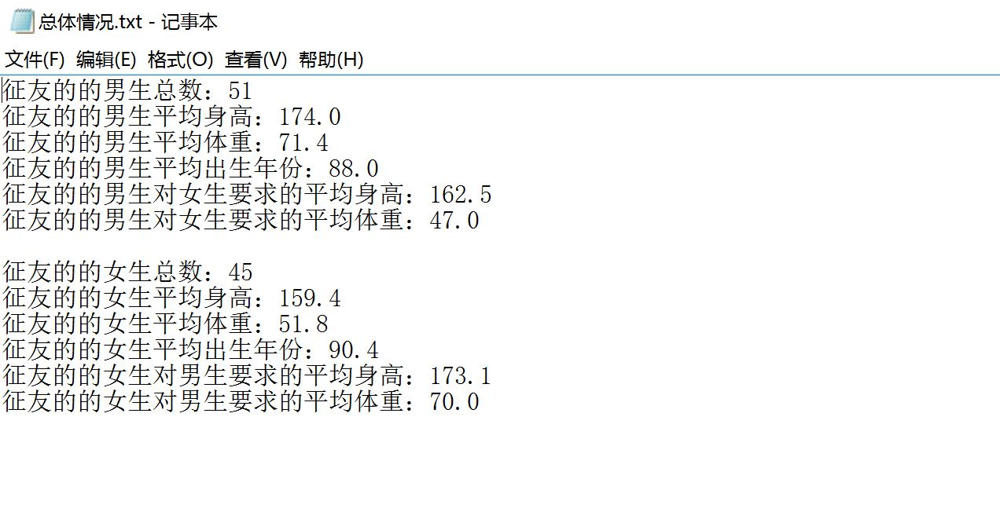 总体情况.txt - 记事本
文件(F) 编辑(E) 格式(O) 查看(V) 帮助(H)
征友的的男生总数：51
征友的的男生平均身高：174.0
征友的的男生平均体重：71.4
征友的的男生平均出生年份：88.0
征友的的男生对女生要求的平均身高：162.5
征友的的男生对女生要求的平均体重：47.0
征友的的女生总数：45
征友的的女生平均身高：159.4
征友的的女生平均体重：51.8
征友的的女生平均出生年份：90.4
征友的的女生对男生要求的平均身高：173.1
征友的的女生对男生要求的平均体重：70.0